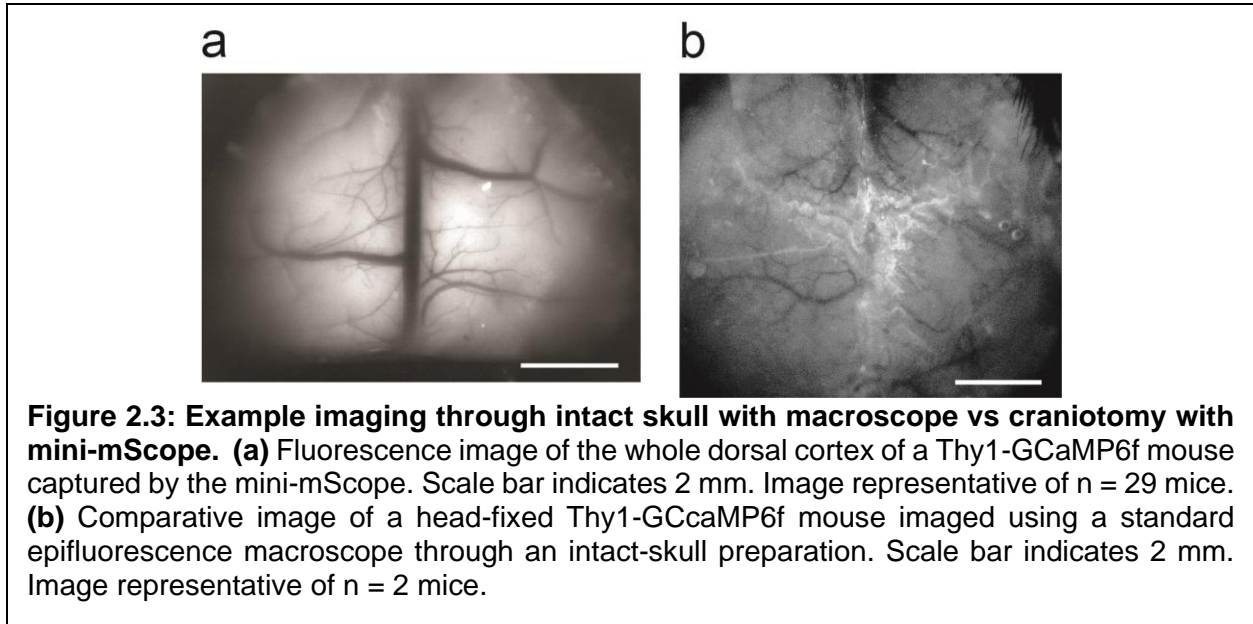 a b
Figure 2.3: Example imaging through intact skull with macroscope vs craniotomy with
mini-mScope. (a) Fluorescence image of the whole dorsal cortex of a Thy1-GCaMP6f mouse
captured by the mini-mScope. Scale bar indicates 2 mm. Image representative of n = 29 mice.
(b) Comparative image of a head-fixed Thy1-GCcaMP6f mouse imaged using a standard
epifluorescence macroscope through an intact-skull preparation. Scale bar indicates 2 mm.
Image representative of n = 2 mice.